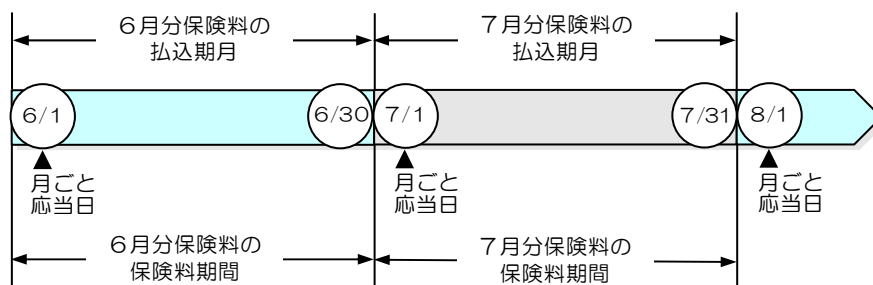 ６月分保険料の
払込期月
７月分保険料の
払込期月
6/1
6/30
7/1
7/31
8/1
月ごと
応当日
月ごと
応当日
月ごと
応当日
６月分保険料の
保険料期間
７月分保険料の
保険料期間